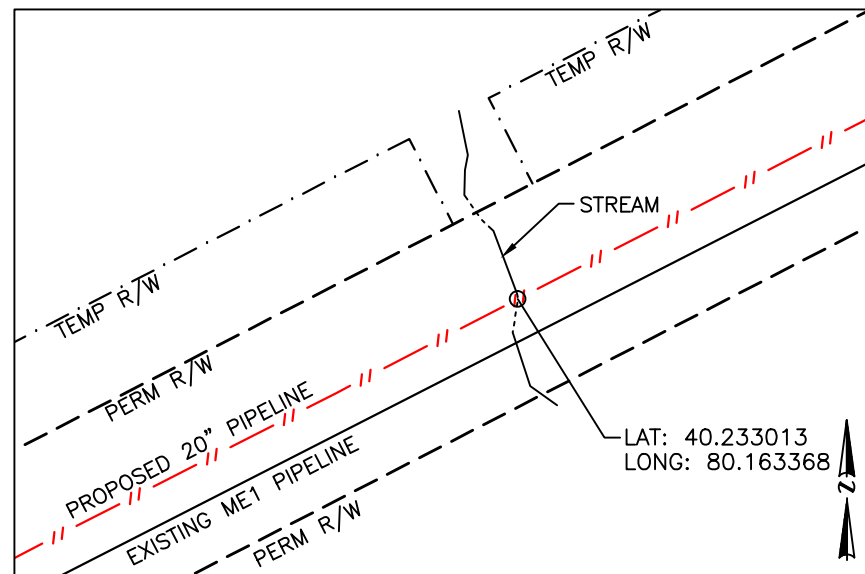 TEMP R/W
STREAM
TEMP R/W
PERM R/W
PROPOSED 20" PIPELINE
LAT: 40.233013
LONG: 80.163368
EXISTING ME1 PIPELINE
PERM R/W
N